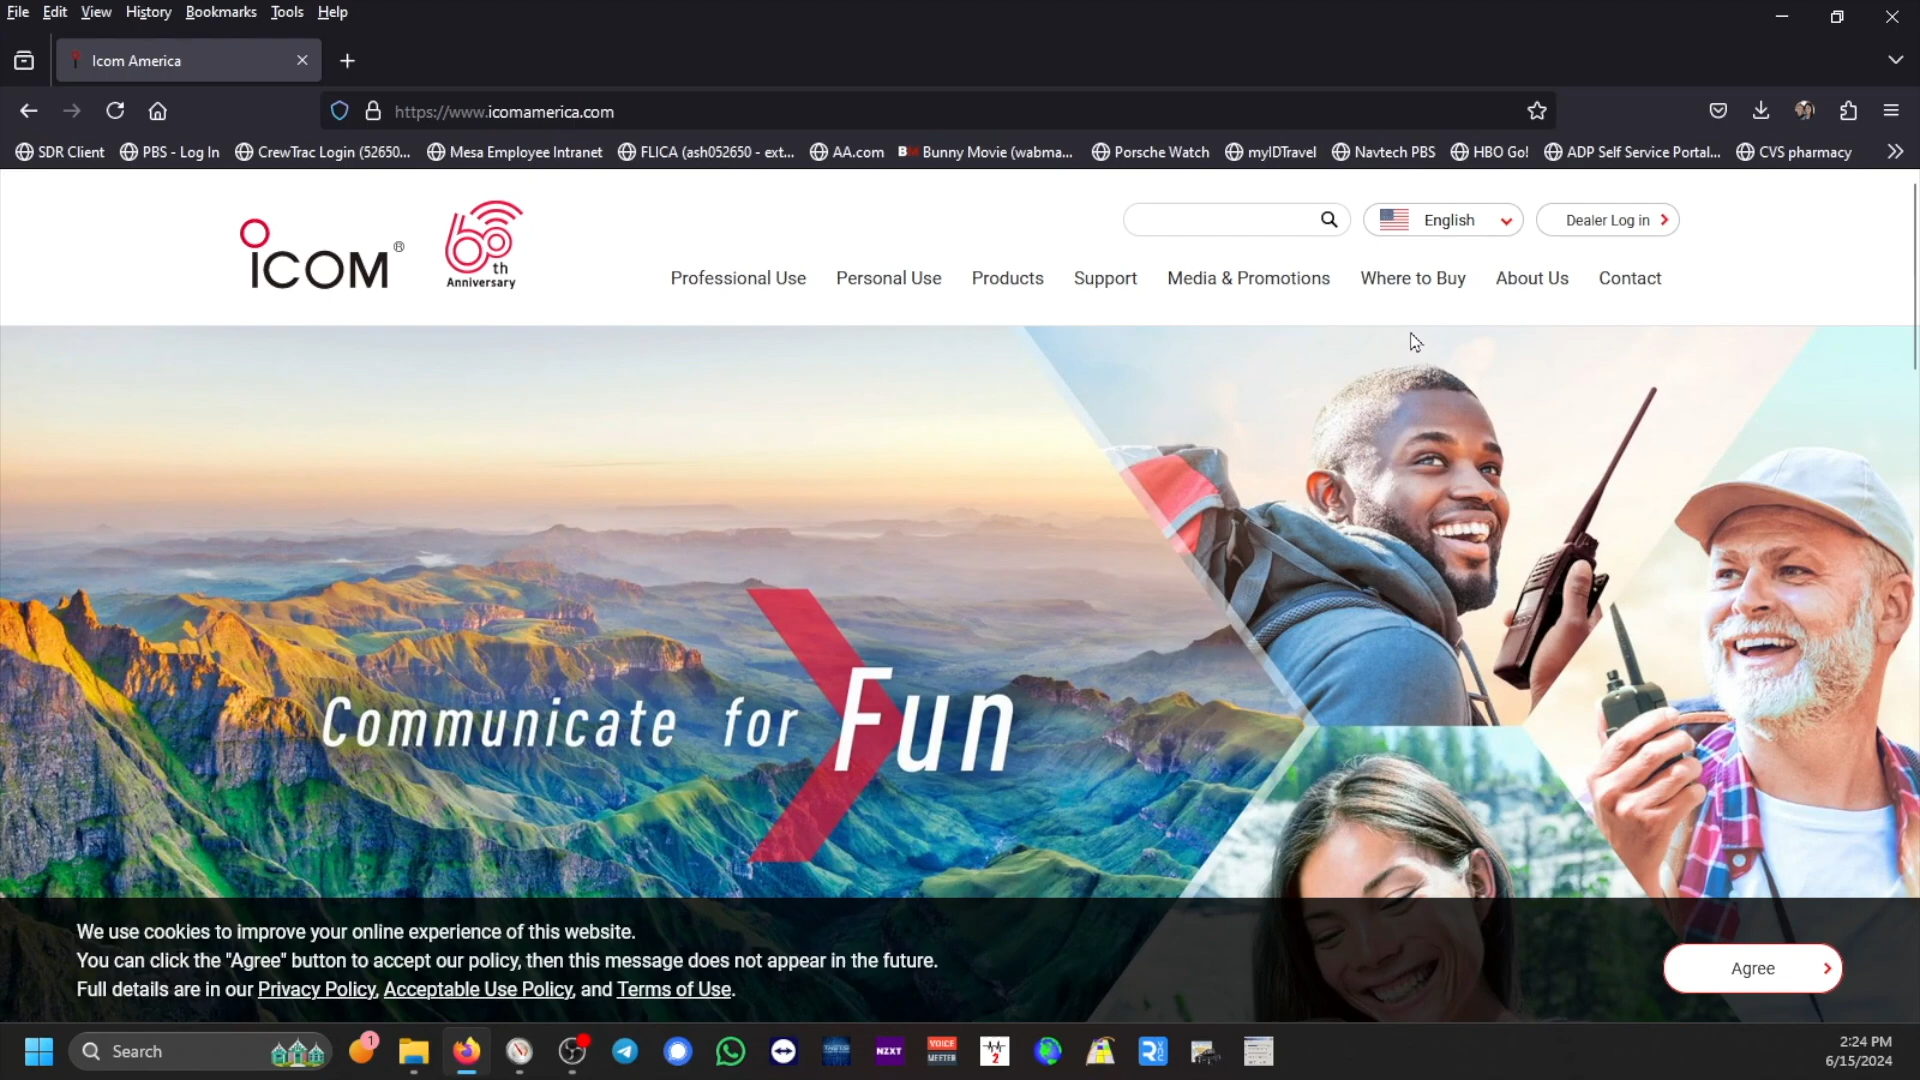 File Edit View History Bookmarks Tools Help
Icom America
https://www.icomamerica.com
SDR Client PBS - Log In CrewTrac Login (52650... Mesa Employee Intranet FLICA (ash052650 - ext... AA.com Bunny Movie (wabma... Porsche Watch myIDTravel Navtech PBS HBO Go! ADP Self Service Portal... CVS pharmacy
English Dealer Log in
ICOM®
60th
Anniversary
Professional Use Personal Use Products Support Media & Promotions Where to Buy About Us Contact
Communicate for Fun
We use cookies to improve your online experience of this website.
You can click the "Agree" button to accept our policy, then this message does not appear in the future.
Full details are in our Privacy Policy, Acceptable Use Policy, and Terms of Use.
Agree
Search 1 NZXT VOICE MEETER 2
2:24 PM
6/15/2024